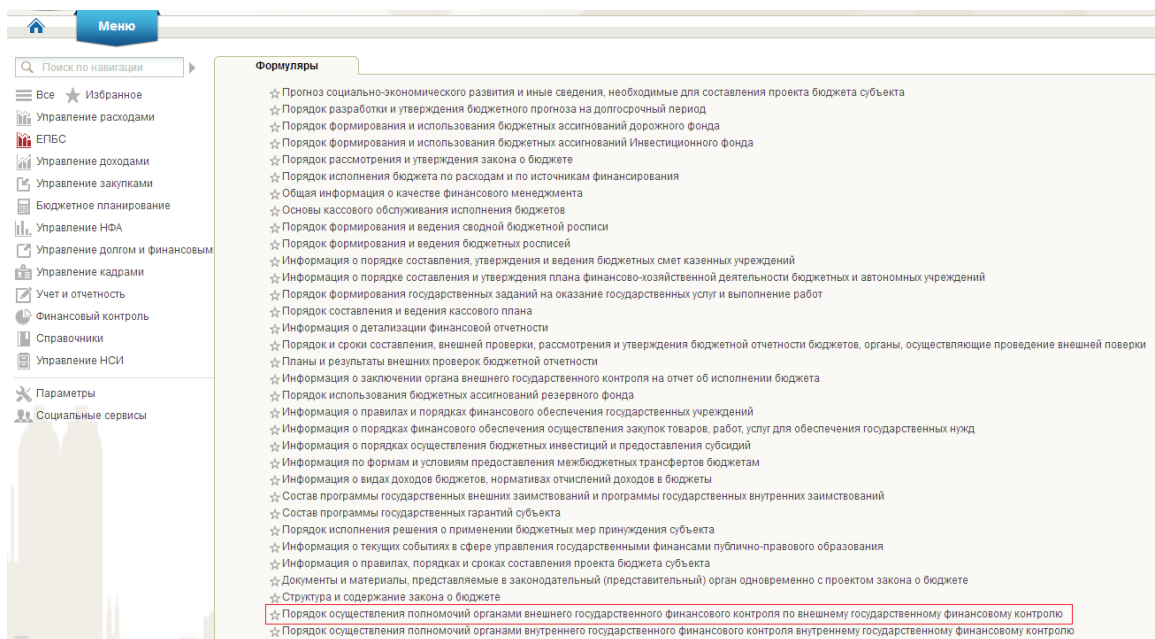 Меню
Поиск по навигации
Все Избранное
Управление расходами
ЕПБС
Управление доходами
Управление закупками
Бюджетное планирование
Управление НФА
Управление долгом и финансовым
Управление кадрами
Учет и отчетность
Финансовый контроль
Справочники
Управление НСИ
Параметры
Социальные сервисы
Формуляры
Прогноз социально-экономического развития и иные сведения, необходимые для составления проекта бюджета субъекта
Порядок разработки и утверждения бюджетного прогноза на долгосрочный период
Порядок формирования и использования бюджетных ассигнований дорожного фонда
Порядок формирования и использования бюджетных ассигнований Инвестиционного фонда
Порядок рассмотрения и утверждения закона о бюджете
Порядок исполнения бюджета по расходам и по источникам финансирования
Общая информация о качестве финансового менеджмента
Основы кассового обслуживания исполнения бюджетов
Порядок формирования и ведения сводной бюджетной росписи
Порядок формирования и ведения бюджетных росписей
Информация о порядке составления, утверждения и ведения бюджетных смет казенных учреждений
Информация о порядке составления и утверждения плана финансово-хозяйственной деятельности бюджетных и автономных учреждений
Порядок формирования государственных заданий на оказание государственных услуг и выполнение работ
Порядок составления и ведения кассового плана
Информация о детализации финансовой отчетности
Порядок и сроки составления, внешней проверки, рассмотрения и утверждения бюджетной отчетности бюджетов, органы, осуществляющие проведение внешней поверки
Планы и результаты внешних проверок бюджетной отчетности
Информация о заключении органа внешнего государственного контроля на отчет об исполнении бюджета
Порядок использования бюджетных ассигнований резервного фонда
Информация о правилах и порядках финансового обеспечения государственных учреждений
Информация о порядках финансового обеспечения осуществления закупок товаров, работ, услуг для обеспечения государственных нужд
Информация о порядках осуществления бюджетных инвестиций и предоставления субсидий
Информация по формам и условиям предоставления межбюджетных трансфертов бюджетам
Информация о видах доходов бюджетов, нормативах отчислений доходов в бюджеты
Состав программы государственных внешних заимствований и программы государственных внутренних заимствований
Состав программы государственных гарантий субъекта
Порядок исполнения решения о применении бюджетных мер принуждения субъекта
Информация о текущих событиях в сфере управления государственными финансами публично-правового образования
Информация о правилах, порядках и сроках составления проекта бюджета субъекта
Документы и материалы, представляемые в законодательный (представительный) орган одновременно с проектом закона о бюджете
Структура и содержание закона о бюджете
Порядок осуществления полномочий органами внешнего государственного финансового контроля по внешнему государственному финансовому контролю
Порядок осуществления полномочий органами внутреннего государственного финансового контроля внутреннему государственному финансовому контролю